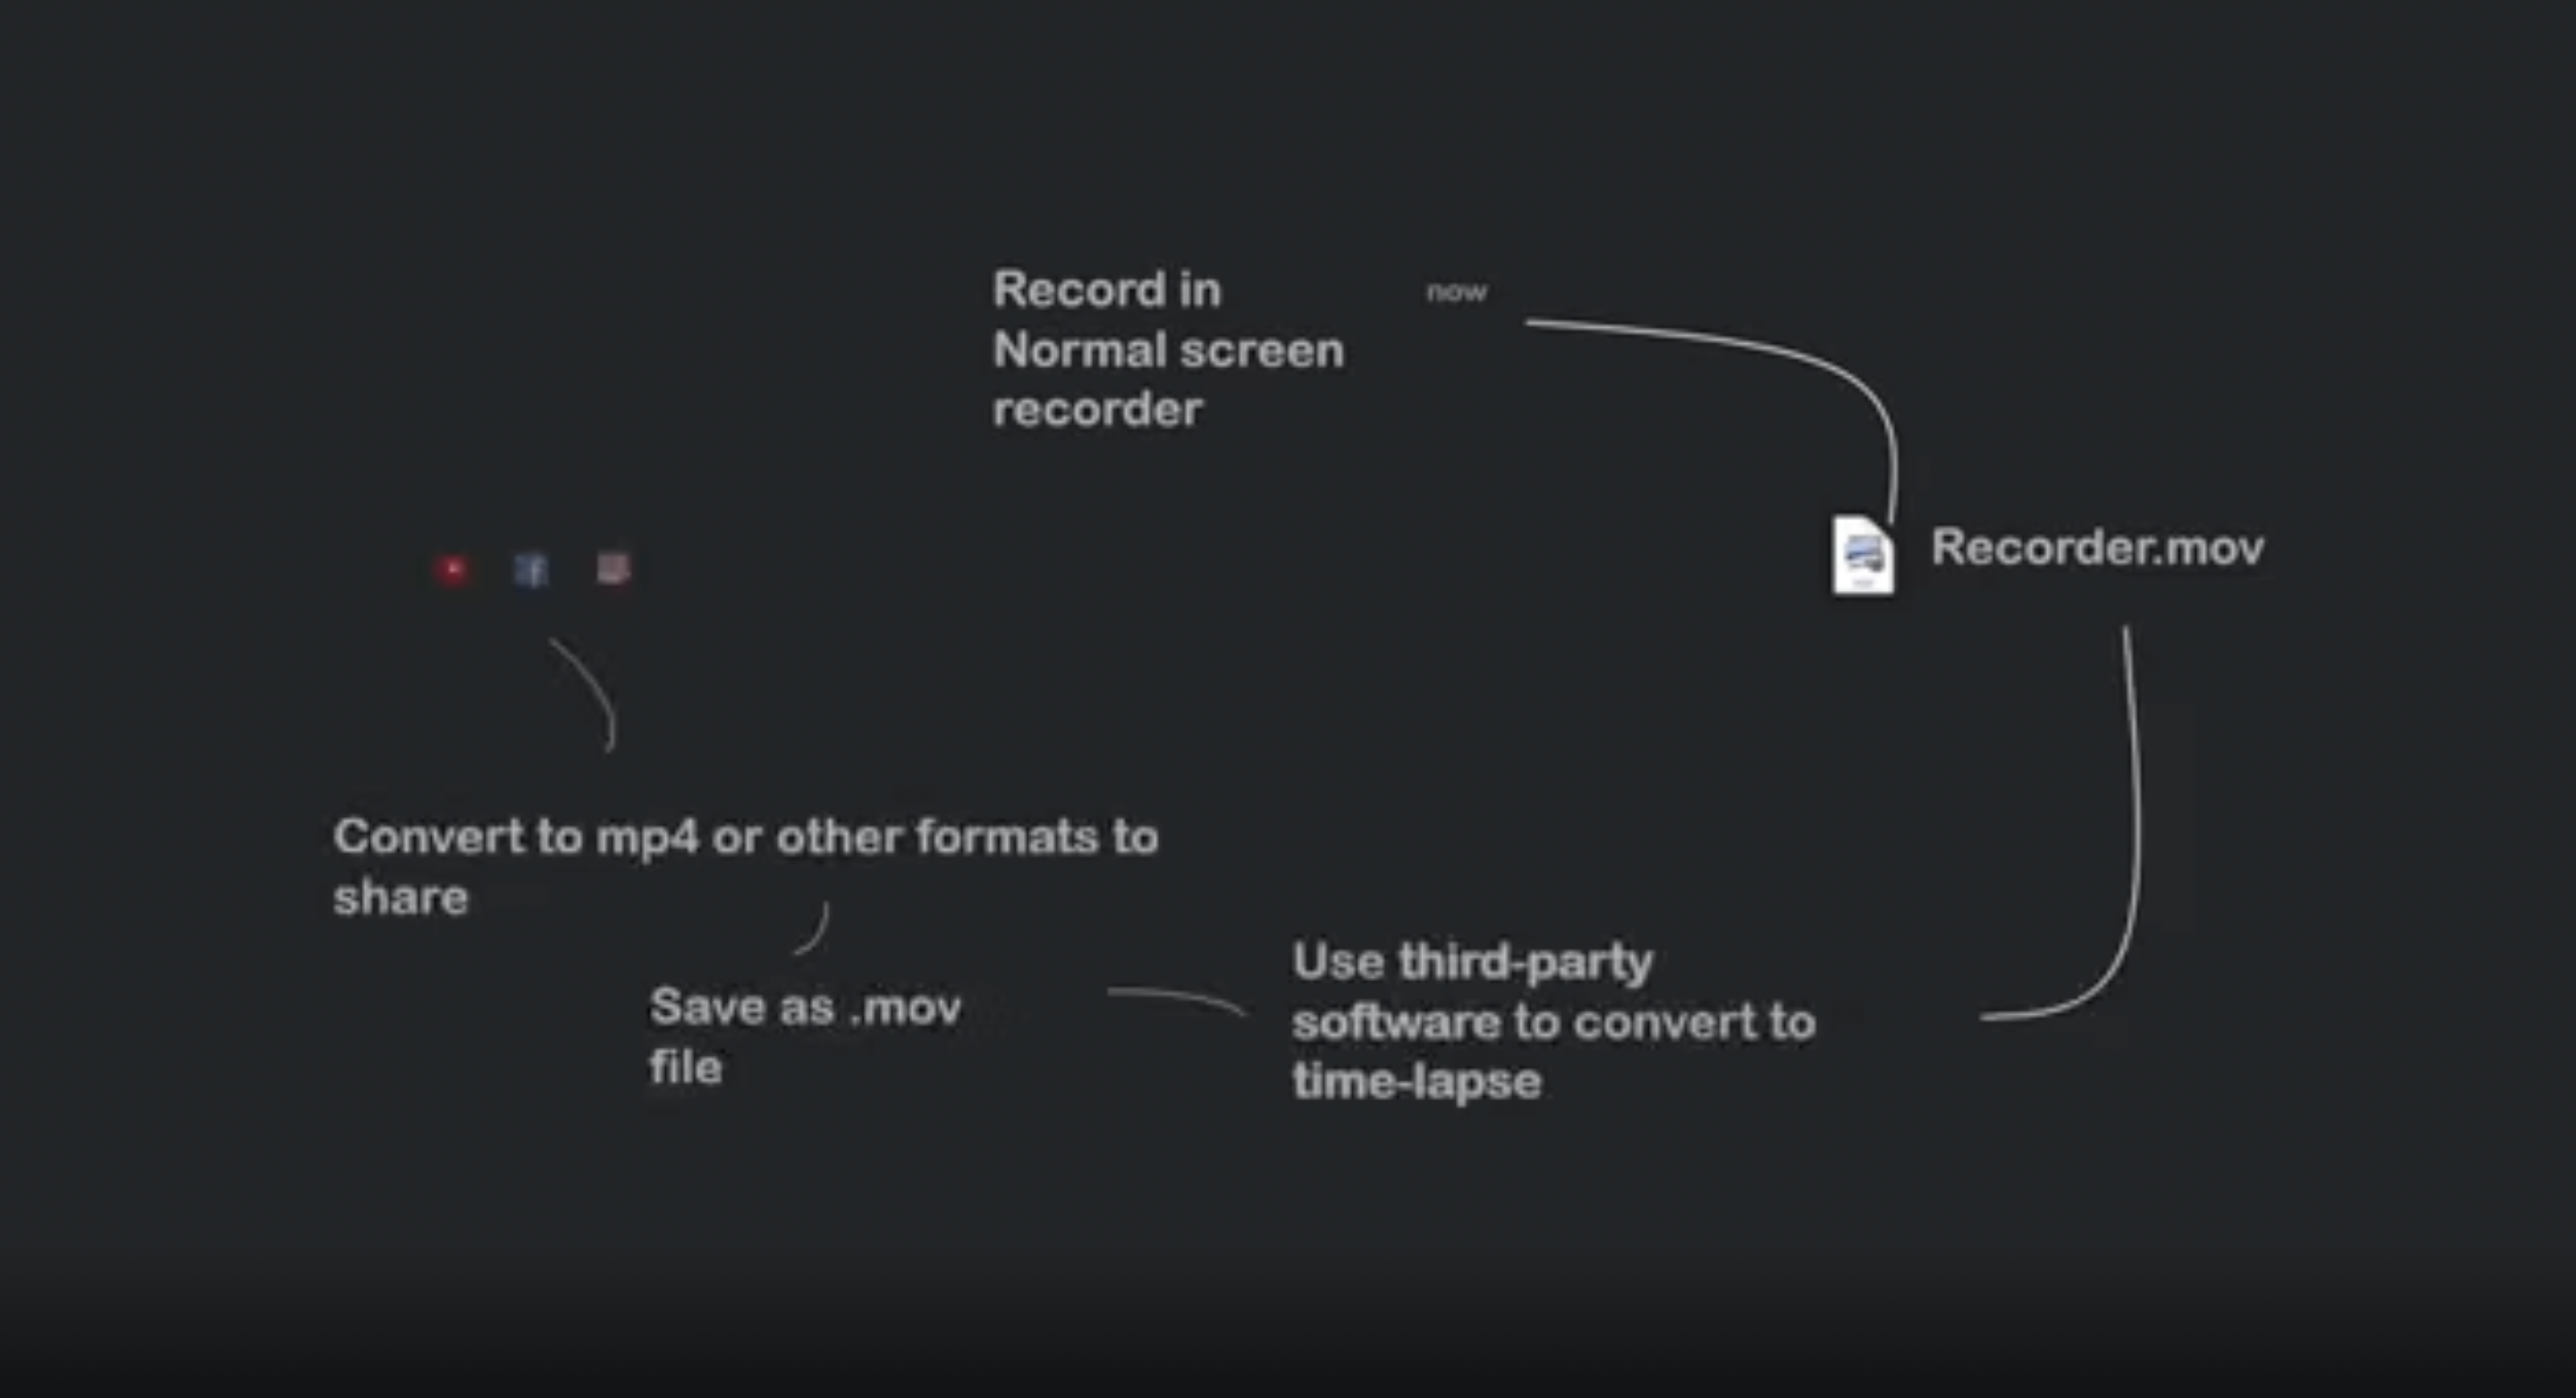 Record in
Normal screen
recorder
now
Recorder.mov
Use third-party
software to convert to
time-lapse
Save as .mov
file
Convert to mp4 or other formats to
share